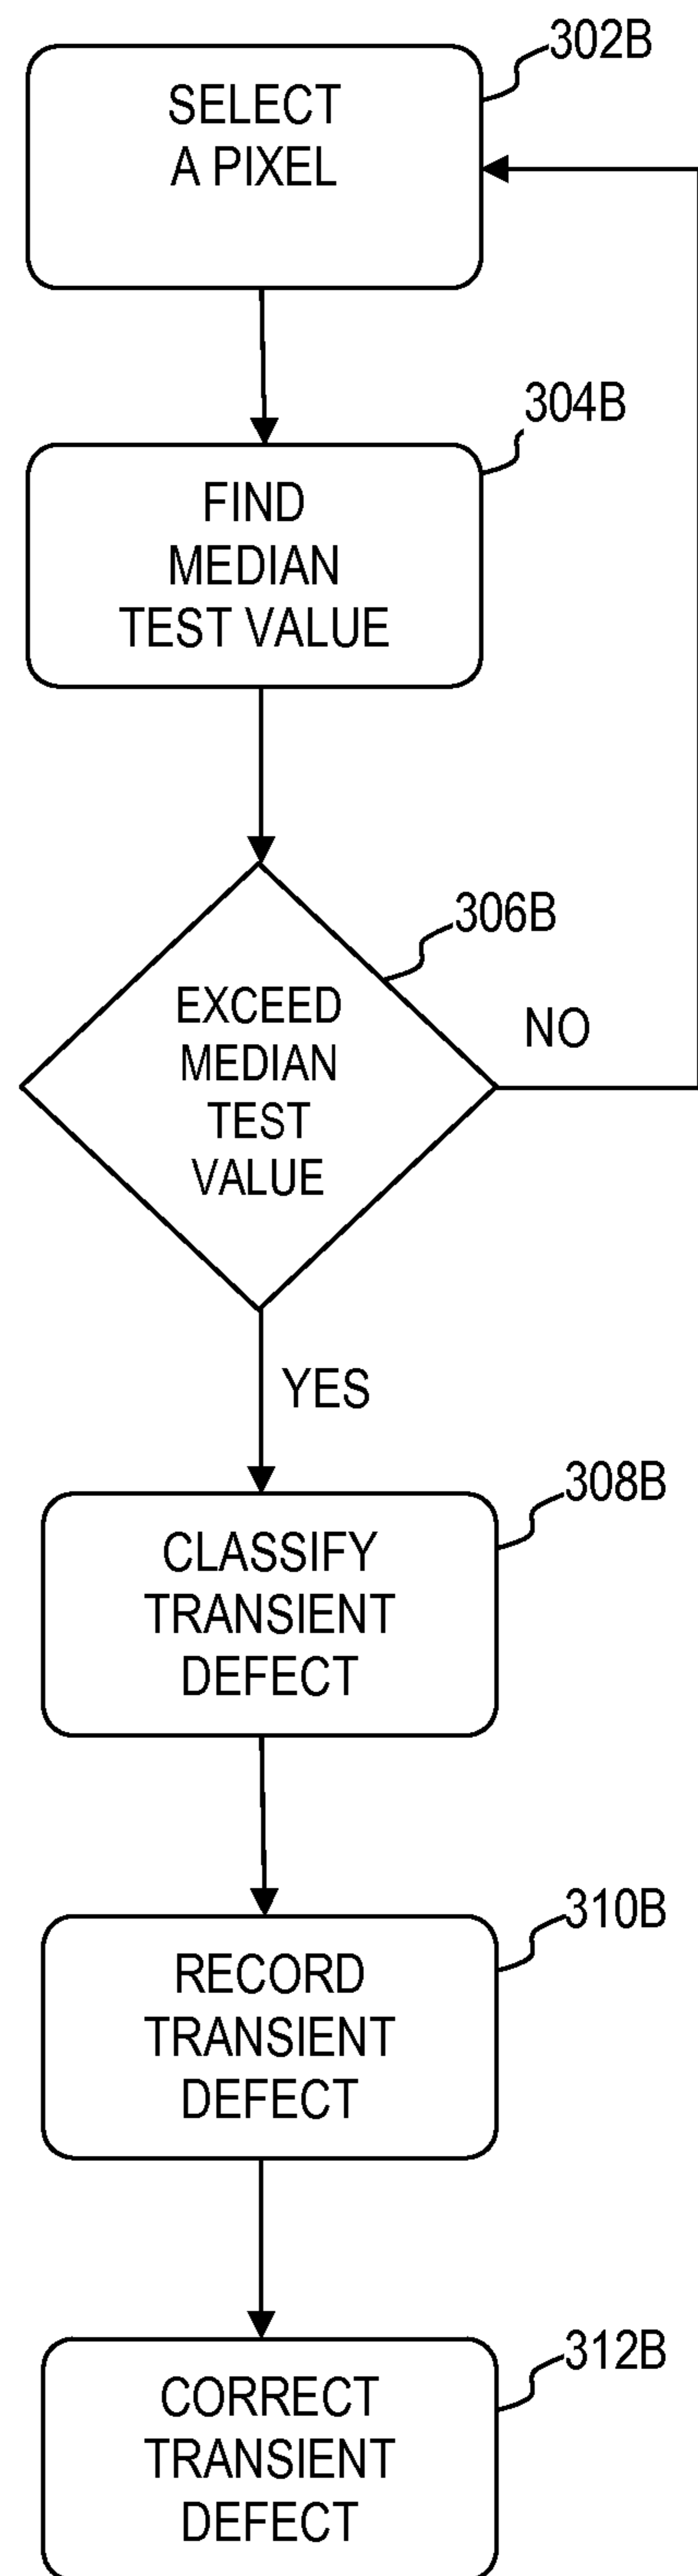 302B
SELECT
A PIXEL
304B
FIND
MEDIAN
TEST VALUE
306B
EXCEED
MEDIAN
TEST
VALUE
NO
YES
308B
CLASSIFY
TRANSIENT
DEFECT
310B
RECORD
TRANSIENT
DEFECT
312B
CORRECT
TRANSIENT
DEFECT